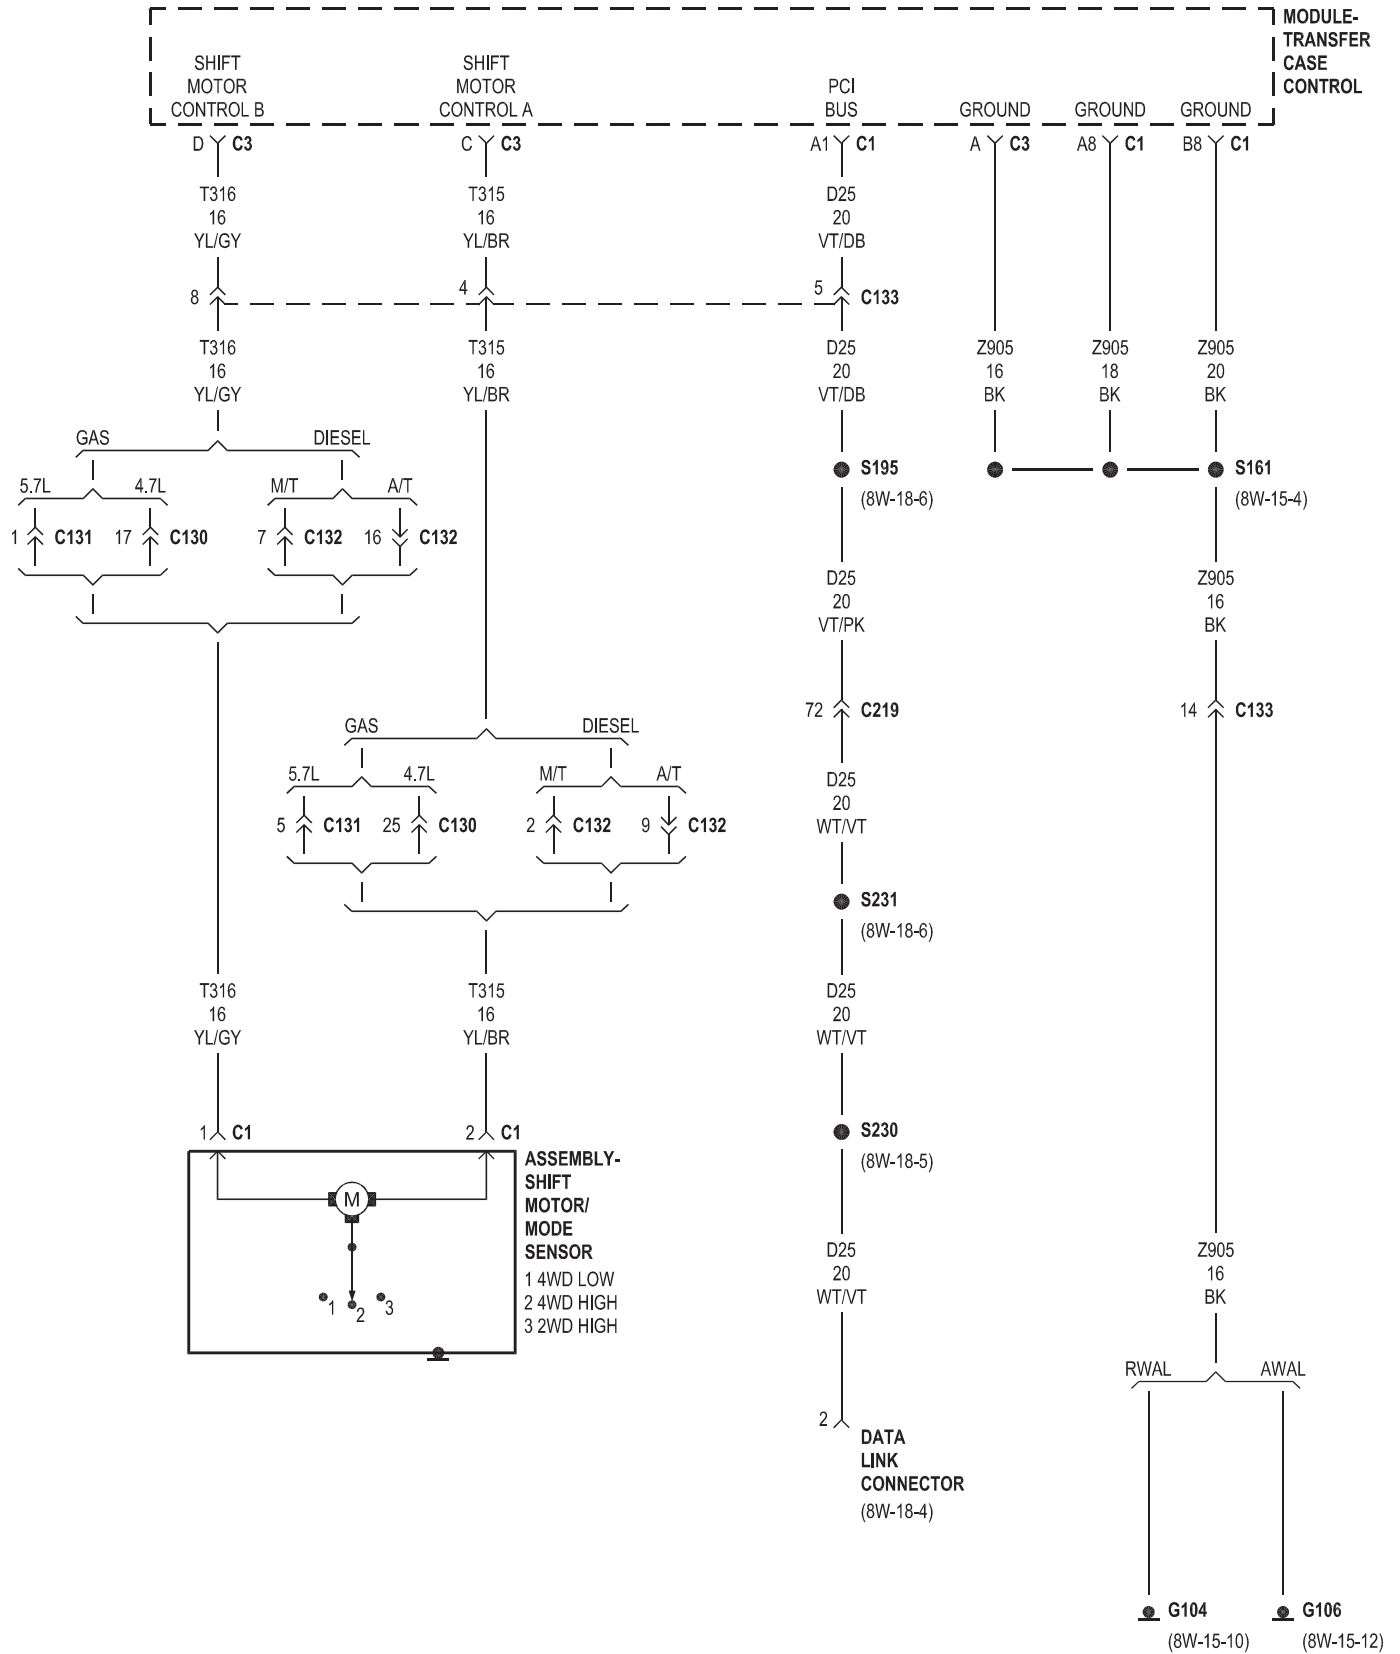 MODULE-
TRANSFER
CASE
CONTROL
SHIFT
MOTOR
CONTROL B
SHIFT
MOTOR
CONTROL A
PCI
BUS
GROUND
GROUND
GROUND
D C3
C C3
A1 C1
A C3
A8 C1
B8 C1
T316
16
YL/GY
T315
16
YL/BR
D25
20
VT/DB
8
4
5 C133
T316
16
YL/GY
T315
16
YL/BR
D25
20
VT/DB
Z905
16
BK
Z905
18
BK
Z905
20
BK
GAS
DIESEL
5.7L
4.7L
M/T
A/T
1 C131
17 C130
7 C132
16 C132
S195
(8W-18-6)
S161
(8W-15-4)
D25
20
VT/PK
Z905
16
BK
72 C219
14 C133
GAS
DIESEL
5.7L
4.7L
M/T
A/T
5 C131
25 C130
2 C132
9 C132
D25
20
WT/VT
S231
(8W-18-6)
T316
16
YL/GY
T315
16
YL/BR
D25
20
WT/VT
1 C1
2 C1
S230
(8W-18-5)
ASSEMBLY-
SHIFT
MOTOR/
MODE
SENSOR
1 4WD LOW
2 4WD HIGH
3 2WD HIGH
M
1
2
3
D25
20
WT/VT
Z905
16
BK
RWAL
AWAL
2
DATA
LINK
CONNECTOR
(8W-18-4)
G104
(8W-15-10)
G106
(8W-15-12)